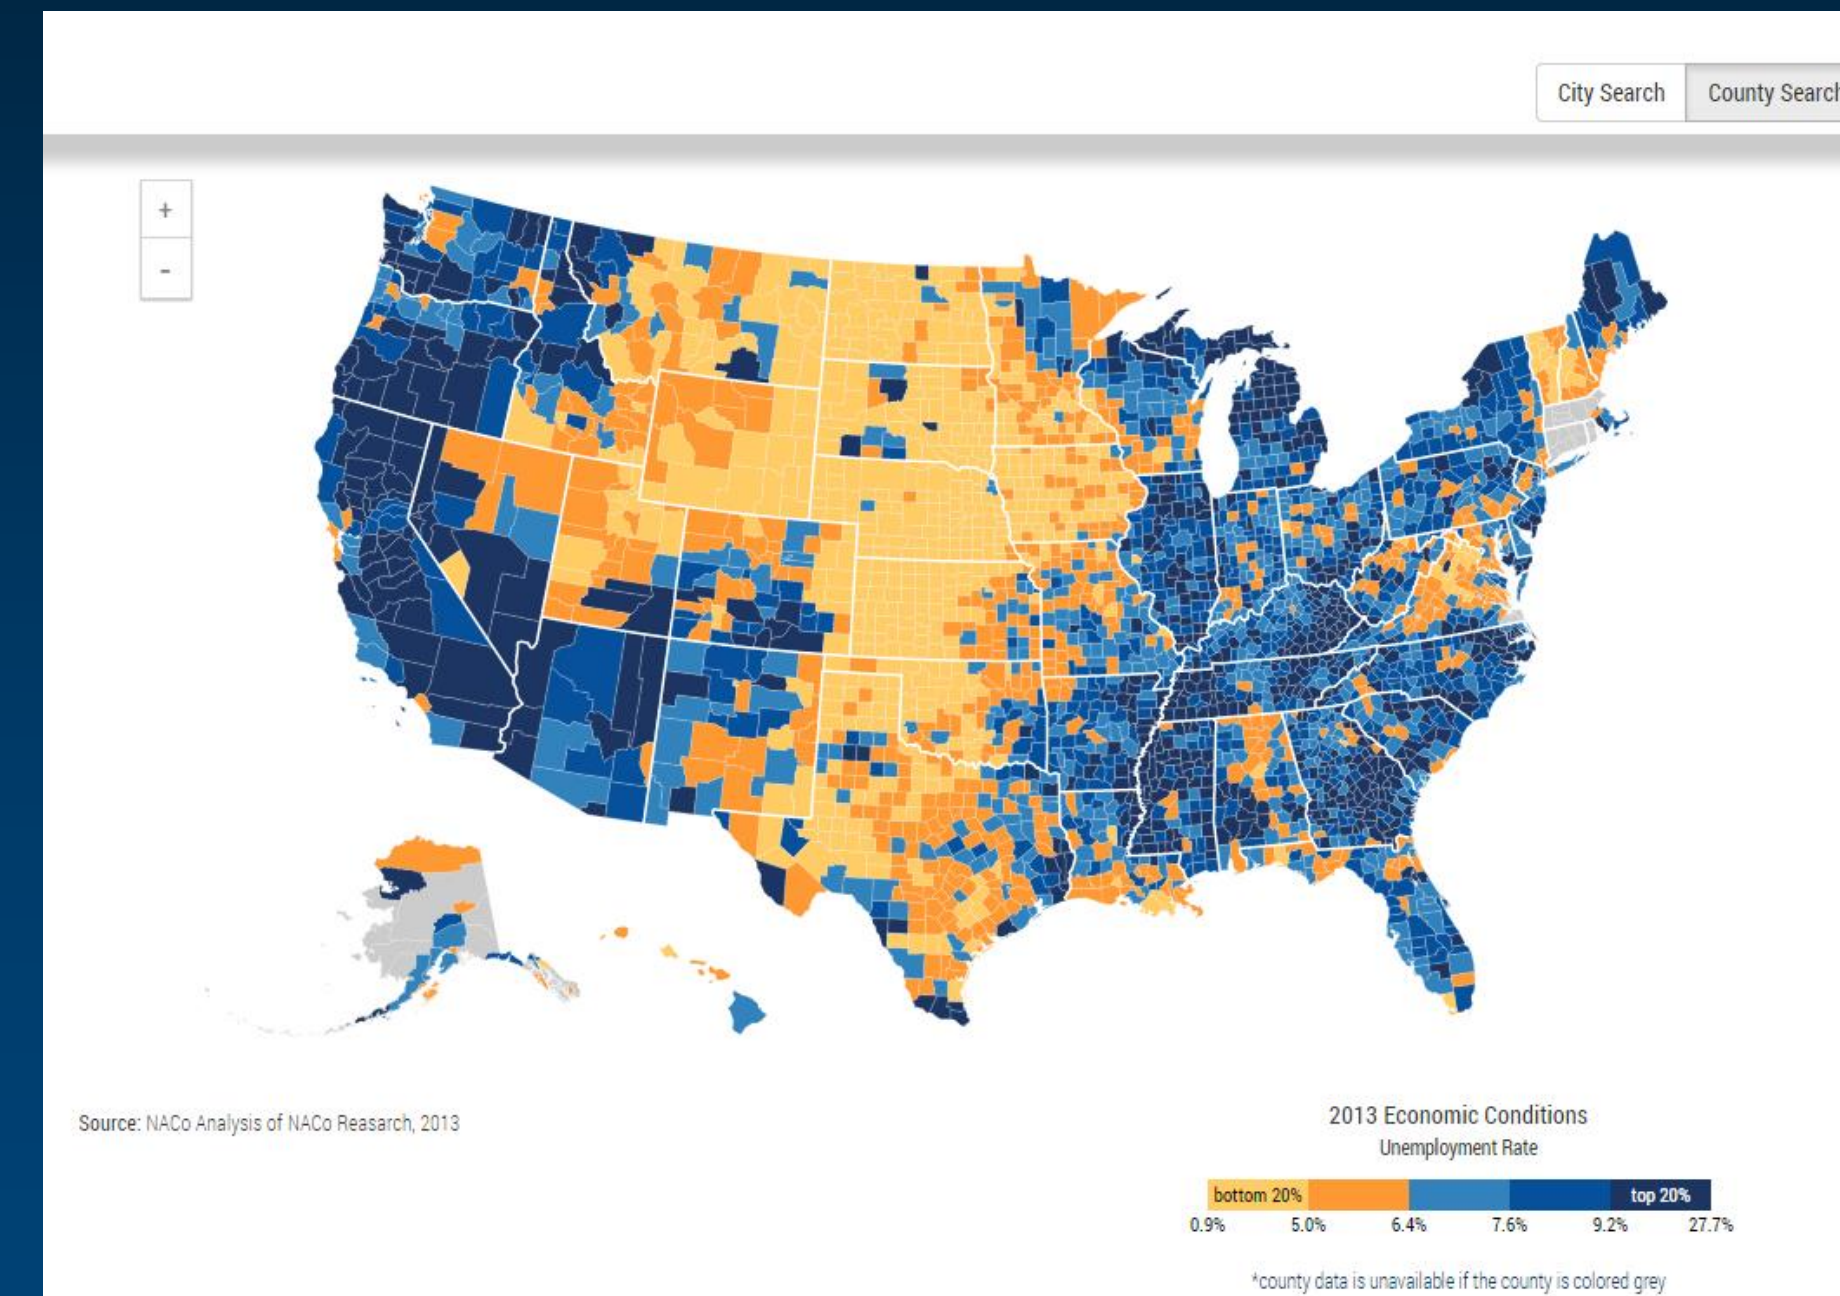 City Search County Search
+
-
Source: NACo Analysis of NACo Reasarch, 2013
2013 Economic Conditions
Unemployment Rate
bottom 20% top 20%
0.9% 5.0% 6.4% 7.6% 9.2% 27.7%
*county data is unavailable if the county is colored grey